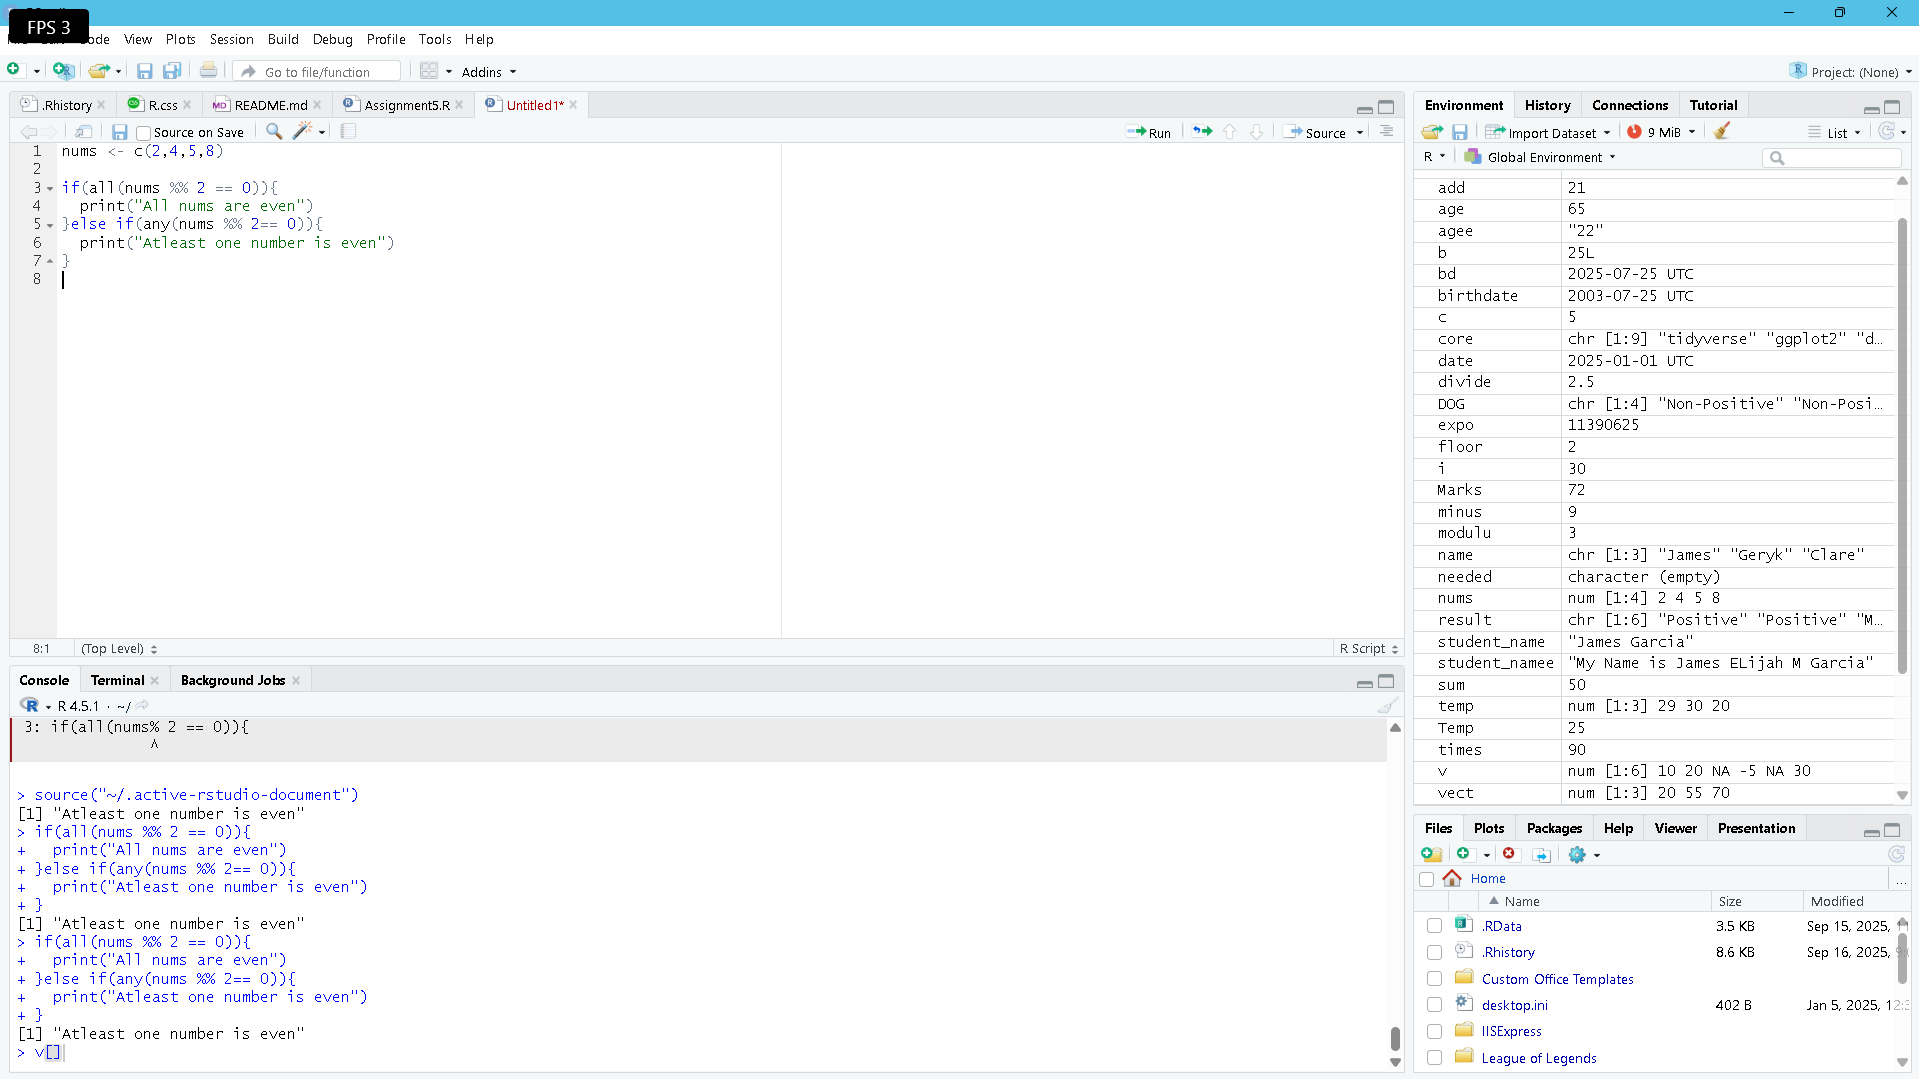 FPS 3
ode View Plots Session Build Debug Profile Tools Help
Go to file/function
Addins
Project: (None)
.Rhistory
R.css
README.md
Assignment5.R
Untitled1*
Source on Save
Run
Source
1 nums <- c(2,4,5,8)
2
3 if(all(nums %% 2 == 0)){
4   print("All nums are even")
5 }else if(any(nums %% 2== 0)){
6   print("Atleast one number is even")
7 }
8
8:1 (Top Level)
R Script
Console Terminal Background Jobs
R 4.5.1 · ~/
3: if(all(nums% 2 == 0)){
^
> source("~/.active-rstudio-document")
[1] "Atleast one number is even"
> if(all(nums %% 2 == 0)){
+   print("All nums are even")
+ }else if(any(nums %% 2== 0)){
+   print("Atleast one number is even")
+ }
[1] "Atleast one number is even"
> if(all(nums %% 2 == 0)){
+   print("All nums are even")
+ }else if(any(nums %% 2== 0)){
+   print("Atleast one number is even")
+ }
[1] "Atleast one number is even"
> v[]
Environment History Connections Tutorial
Import Dataset
9 MiB
List
R
Global Environment
add 21
age 65
agee "22"
b 25L
bd 2025-07-25 UTC
birthdate 2003-07-25 UTC
c 5
core chr [1:9] "tidyverse" "ggplot2" "d…
date 2025-01-01 UTC
divide 2.5
DOG chr [1:4] "Non-Positive" "Non-Posi…
expo 11390625
floor 2
i 30
Marks 72
minus 9
modulu 3
name chr [1:3] "James" "Geryk" "Clare"
needed character (empty)
nums num [1:4] 2 4 5 8
result chr [1:6] "Positive" "Positive" "M…
student_name "James Garcia"
student_namee "My Name is James ELijah M Garcia"
sum 50
temp num [1:3] 29 30 20
Temp 25
times 90
v num [1:6] 10 20 NA -5 NA 30
vect num [1:3] 20 55 70
Files Plots Packages Help Viewer Presentation
Home
...
Name Size Modified
.RData 3.5 KB Sep 15, 2025,
.Rhistory 8.6 KB Sep 16, 2025,
Custom Office Templates
desktop.ini 402 B Jan 5, 2025, 12:
IISExpress
League of Legends